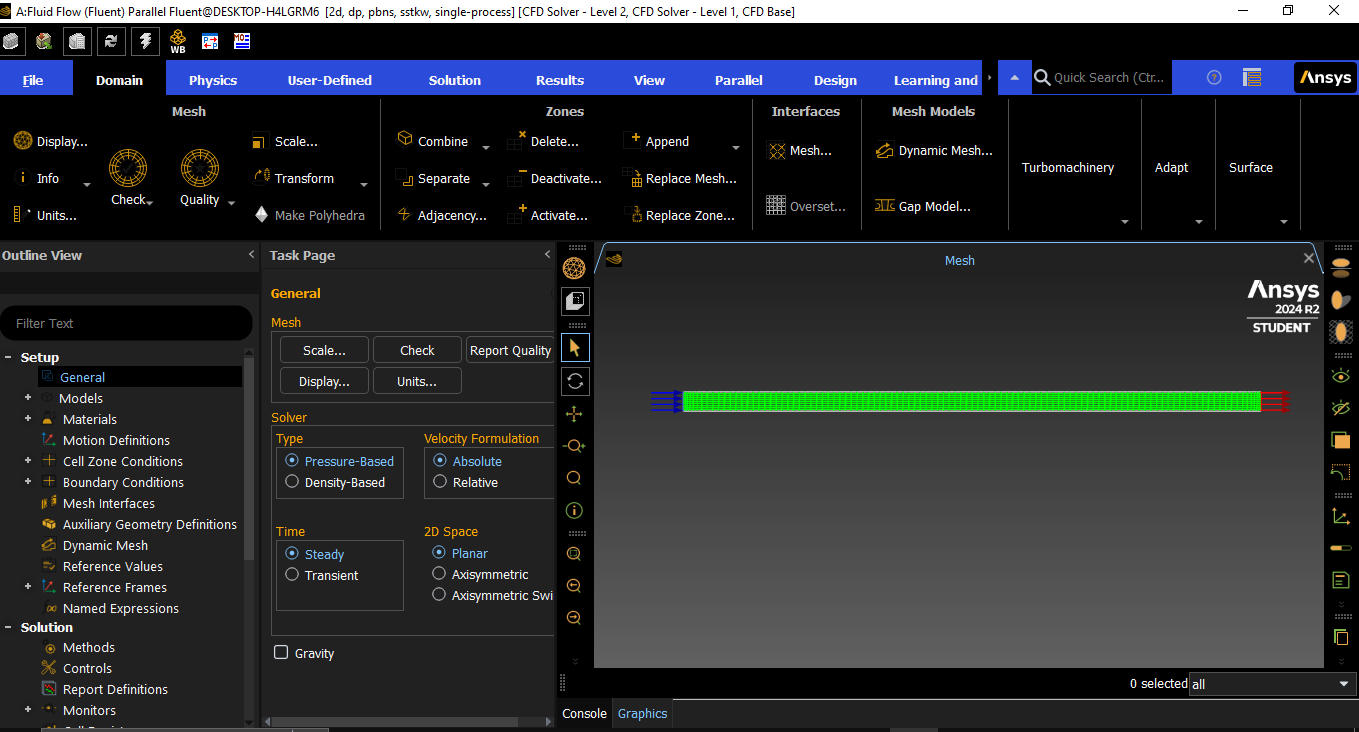 A:Fluid Flow (Fluent) Parallel Fluent@DESKTOP-H4LGRM6 [2d, dp, pbns, sstkw, single-process] [CFD Solver - Level 2, CFD Solver - Level 1, CFD Base]
WB
File Domain Physics User-Defined Solution Results View Parallel Design Learning and Quick Search (Ctr... Ansys
Mesh Zones Interfaces Mesh Models
Display... Scale... Combine Delete... Append Mesh... Dynamic Mesh...
Info Transform Separate Deactivate... Replace Mesh... Turbomachinery Adapt Surface
Check Quality
Units... Make Polyhedra Adjacency... Activate... Replace Zone... Overset... Gap Model...
Outline View
Filter Text
Setup
General
Models
Materials
Motion Definitions
Cell Zone Conditions
Boundary Conditions
Mesh Interfaces
Auxiliary Geometry Definitions
Dynamic Mesh
Reference Values
Reference Frames
Named Expressions
Solution
Methods
Controls
Report Definitions
Monitors
Task Page
General
Mesh
Scale... Check Report Quality
Display... Units...
Solver
Type Velocity Formulation
Pressure-Based Absolute
Density-Based Relative
Time 2D Space
Steady Planar
Transient Axisymmetric
Axisymmetric Swi
Gravity
Mesh
Ansys
2024 R2
STUDENT
0 selected all
Console Graphics